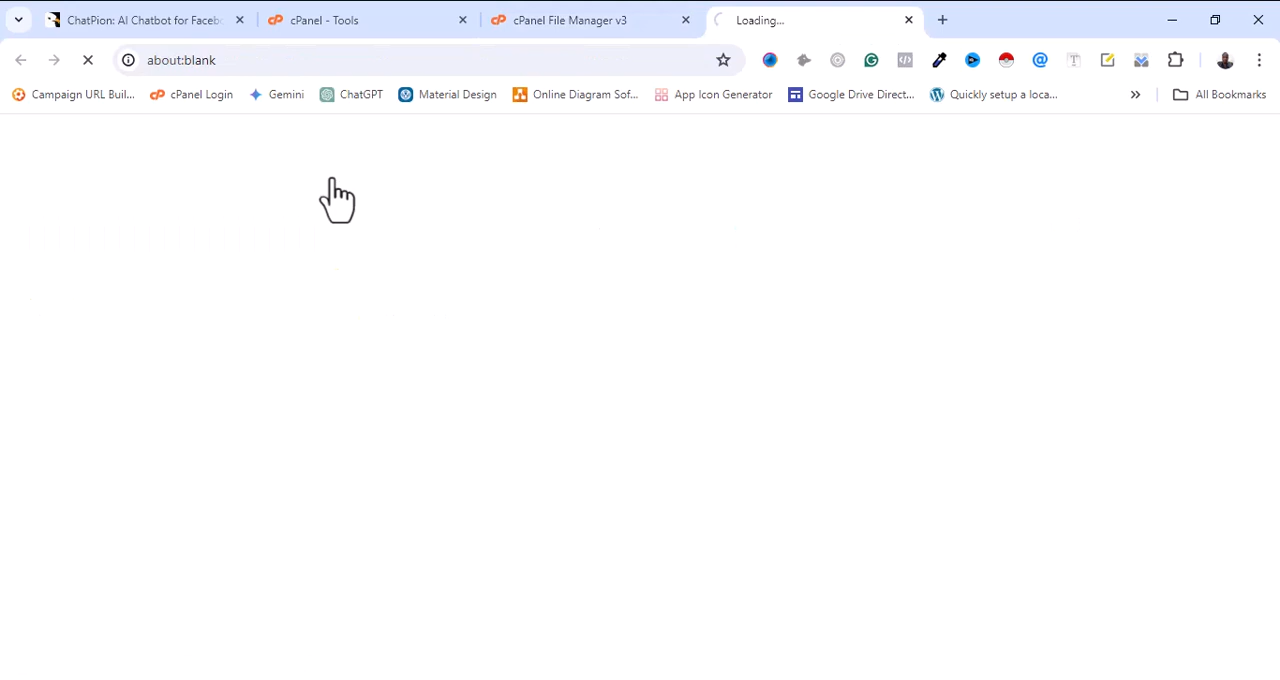 ChatPion: AI Chatbot for Facebo
cPanel - Tools
cPanel File Manager v3
Loading...
about:blank
Campaign URL Buil...
cPanel Login
Gemini
ChatGPT
Material Design
Online Diagram Sof...
App Icon Generator
Google Drive Direct...
Quickly setup a loca...
All Bookmarks